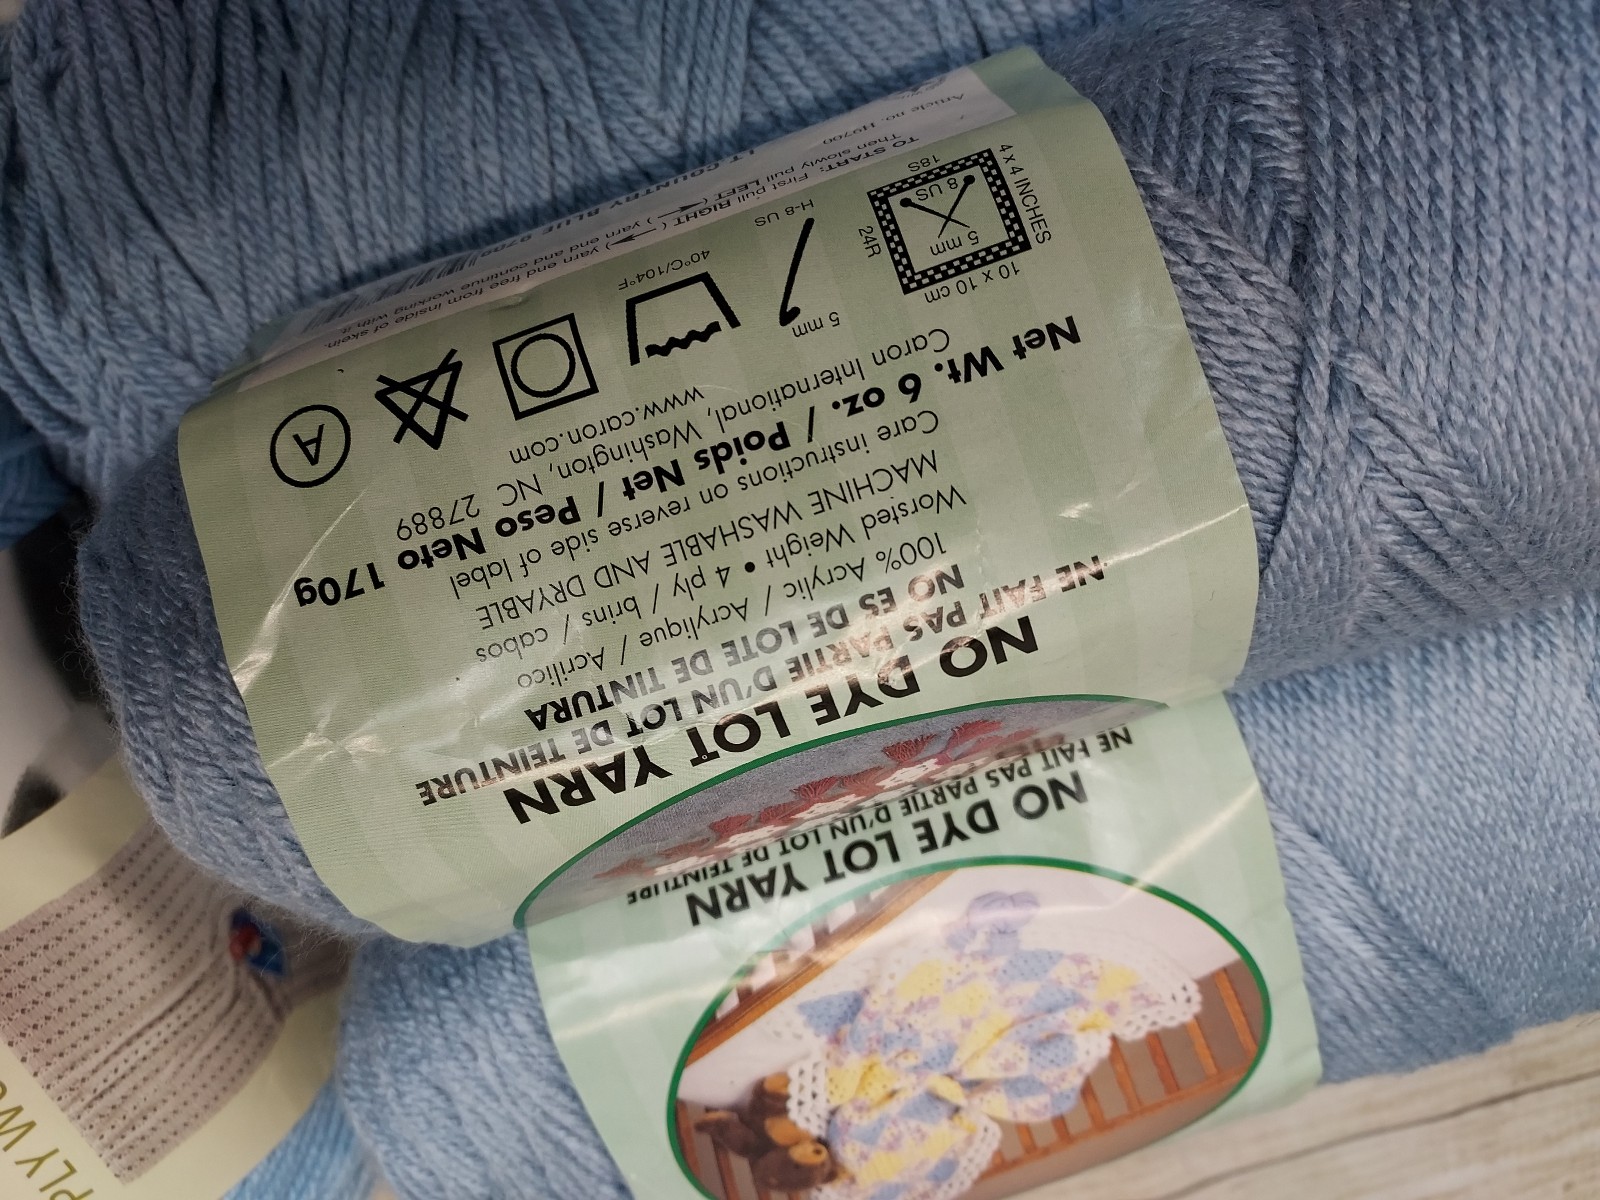 NO DYE LOT YARN
NE FAIT PAS PARTIE D'UN LOT DE TEINTURE
NO ES DE LOTE DE TINTURA
100% Acrylic / Acrylique / Acrilico
Worsted Weight • 4 ply / brins / cabos
MACHINE WASHABLE AND DRYABLE
Care instructions on reverse side of label
Net Wt. 6 oz. / Poids Net / Peso Neto 170g
Caron International, Washington, NC 27889
www.caron.com
10 x 10 cm
4 x 4 INCHES
24R
18S
5 mm
8 US
5 mm
H-8 US
40°C/104°F
A
TO START: First pull RIGHT ( ) yarn end free from inside of skein.
Then slowly pull LEFT ( ) yarn end and continue working with it.
Article no. H9700
COUNTRY BLUE
NO DYE LOT YARN
NE FAIT PAS PARTIE D'UN LOT DE TEINTURE
PLY